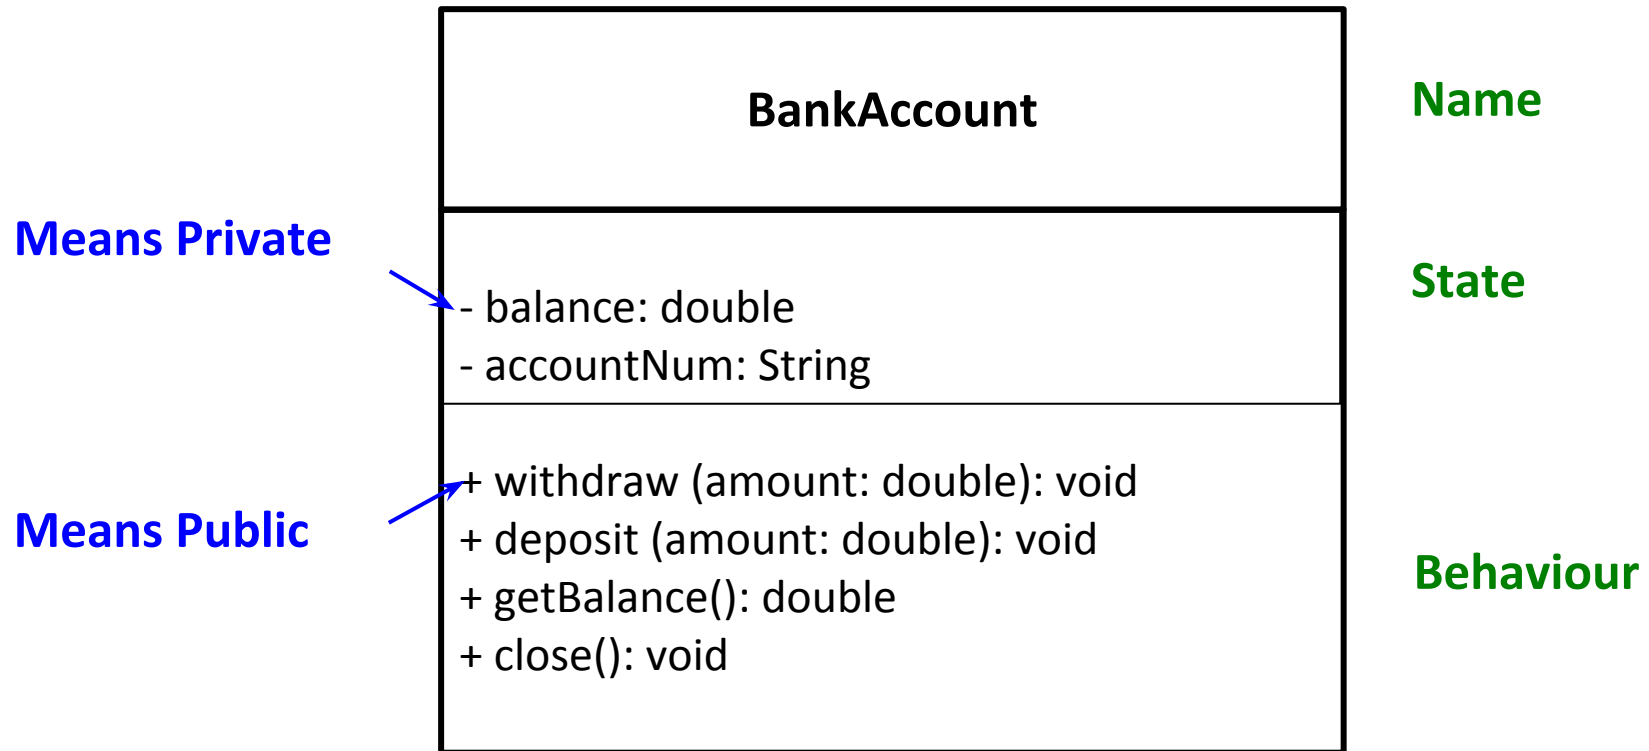 BankAccount
Name
Means Private
State
- balance: double
- accountNum: String
+ withdraw (amount: double): void
Means Public
+ deposit (amount: double): void
Behaviour
+ getBalance(): double
+ close(): void